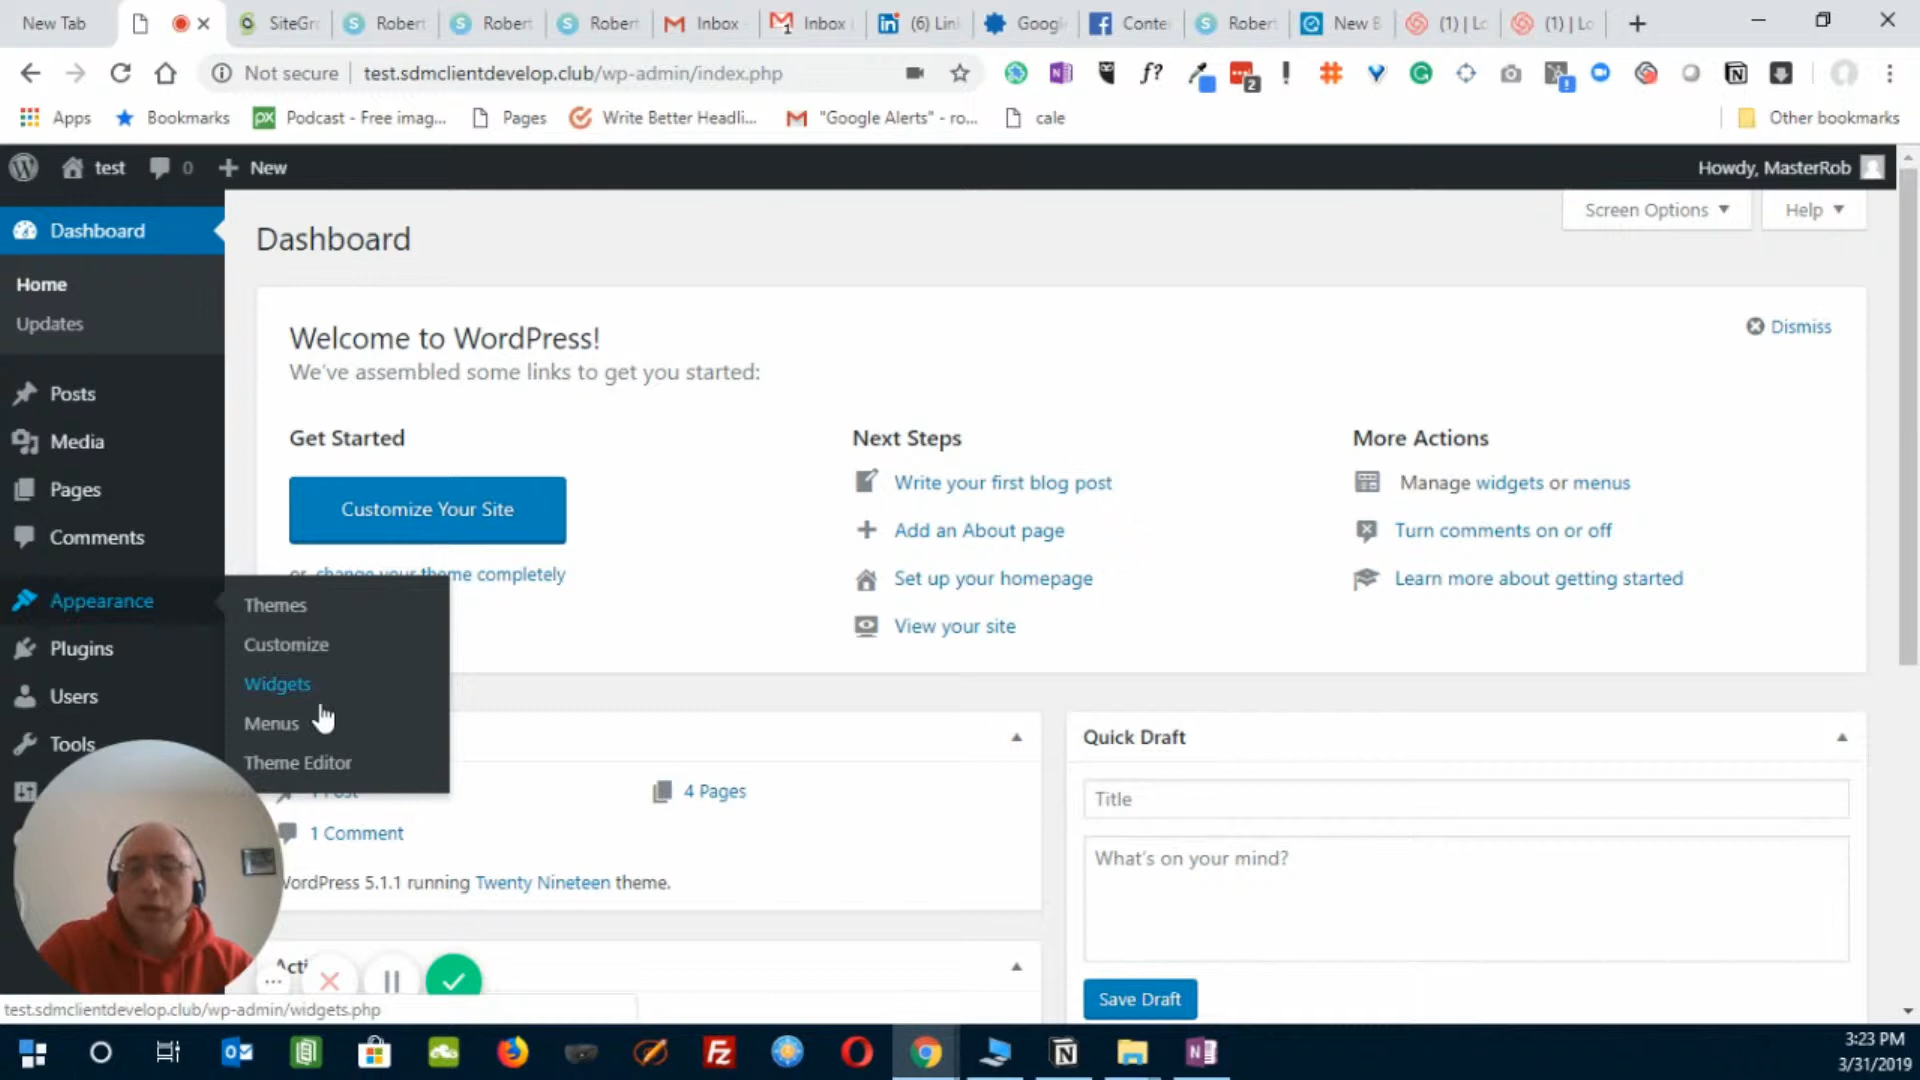 New Tab
SiteGr
Robert
Robert
Robert
Inbox
Inbox
(6) Lin
Googl
Conte
Robert
New E
(1) | Lo
(1) | Lo
Not secure
test.sdmclientdevelop.club/wp-admin/index.php
Apps
Bookmarks
Podcast - Free imag...
Pages
Write Better Headli...
"Google Alerts" - ro...
cale
Other bookmarks
test
0
New
Howdy, MasterRob
Dashboard
Home
Updates
Posts
Media
Pages
Comments
Appearance
Plugins
Users
Tools
Themes
Customize
Widgets
Menus
Theme Editor
Screen Options
Help
Dashboard
Welcome to WordPress!
We've assembled some links to get you started:
Dismiss
Get Started
Customize Your Site
or change your theme completely
Next Steps
Write your first blog post
Add an About page
Set up your homepage
View your site
More Actions
Manage widgets or menus
Turn comments on or off
Learn more about getting started
1 Post
4 Pages
1 Comment
WordPress 5.1.1 running Twenty Nineteen theme.
Quick Draft
Title
What's on your mind?
Save Draft
Acti
test.sdmclientdevelop.club/wp-admin/widgets.php
3:23 PM
3/31/2019